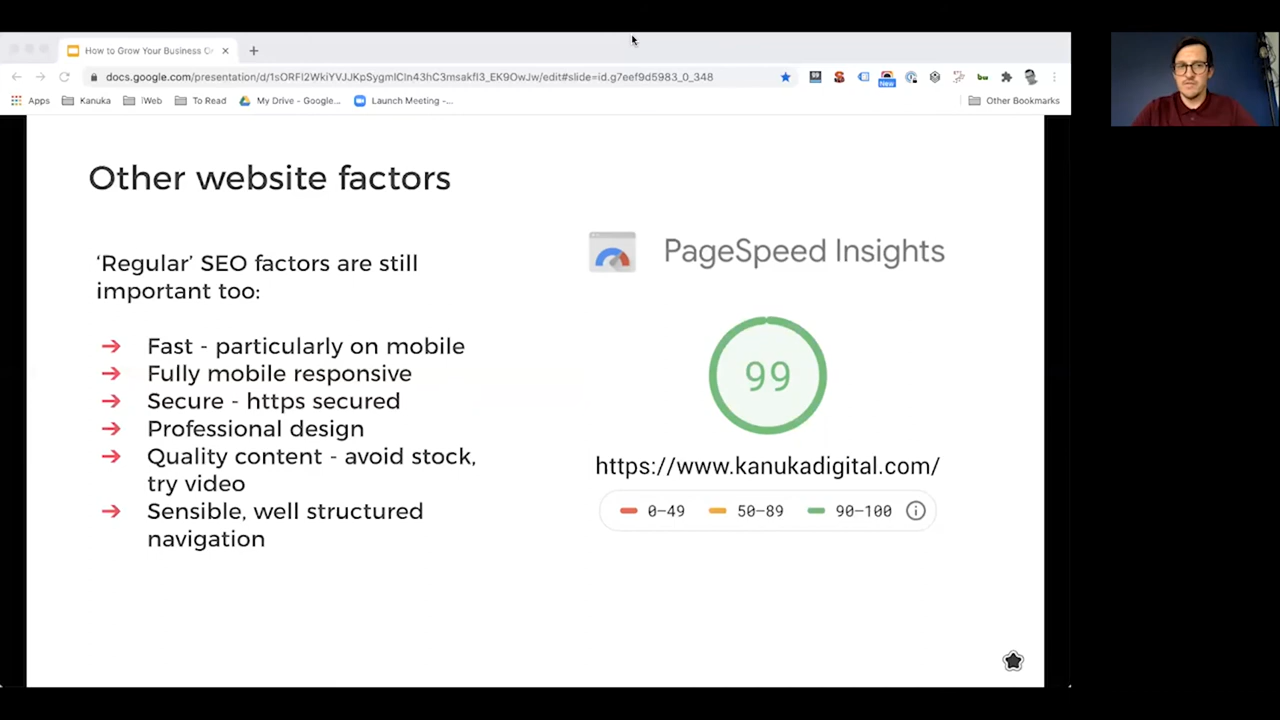 How to Grow Your Business O
docs.google.com/presentation/d/1sORFl2WkiYVJJKpSygmlCln43hC3msakfl3_EK9OwJw/edit#slide=id.g7eef9d5983_0_348
New
Apps
Kanuka
iWeb
To Read
My Drive - Google...
Launch Meeting -...
Other Bookmarks
Other website factors
‘Regular’ SEO factors are still
important too:
➔ Fast - particularly on mobile
➔ Fully mobile responsive
➔ Secure - https secured
➔ Professional design
➔ Quality content - avoid stock,
try video
➔ Sensible, well structured
navigation
PageSpeed Insights
99
https://www.kanukadigital.com/
0–49 50–89 90–100